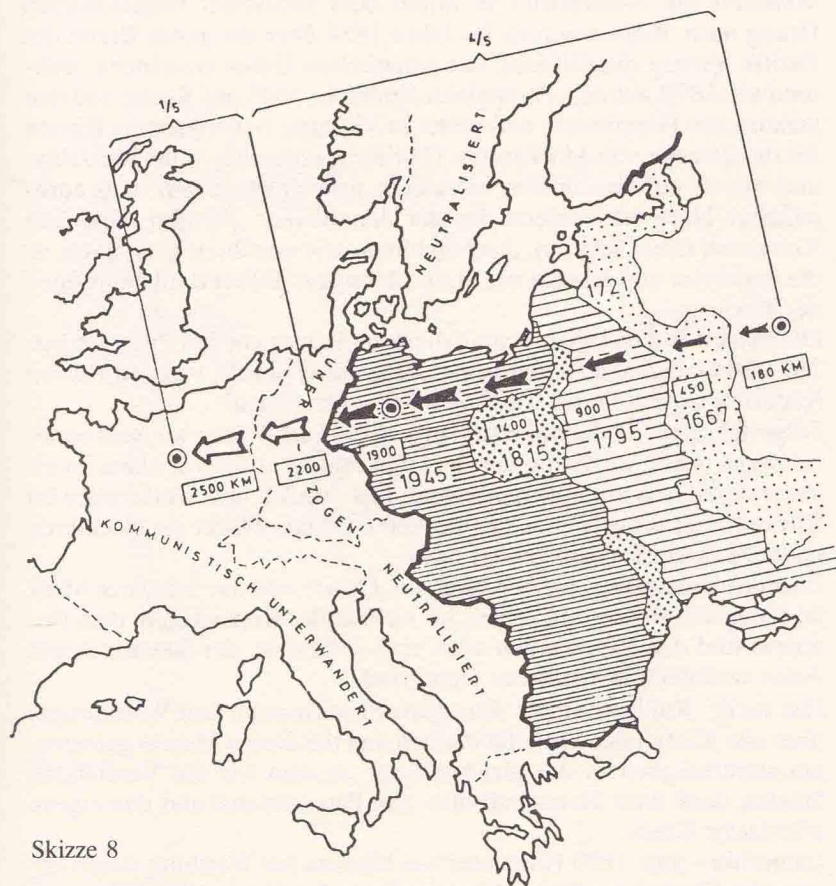 4/5
1/5
NEUTRALISIERT
1721
180 KM
UMER-
ZOGEN
450
1667
900
1795
1400
1815
1900
1945
2200
2500 KM
KOMMUNISTISCH UNTERWANDERT
NEUTRALISIERT
Skizze 8